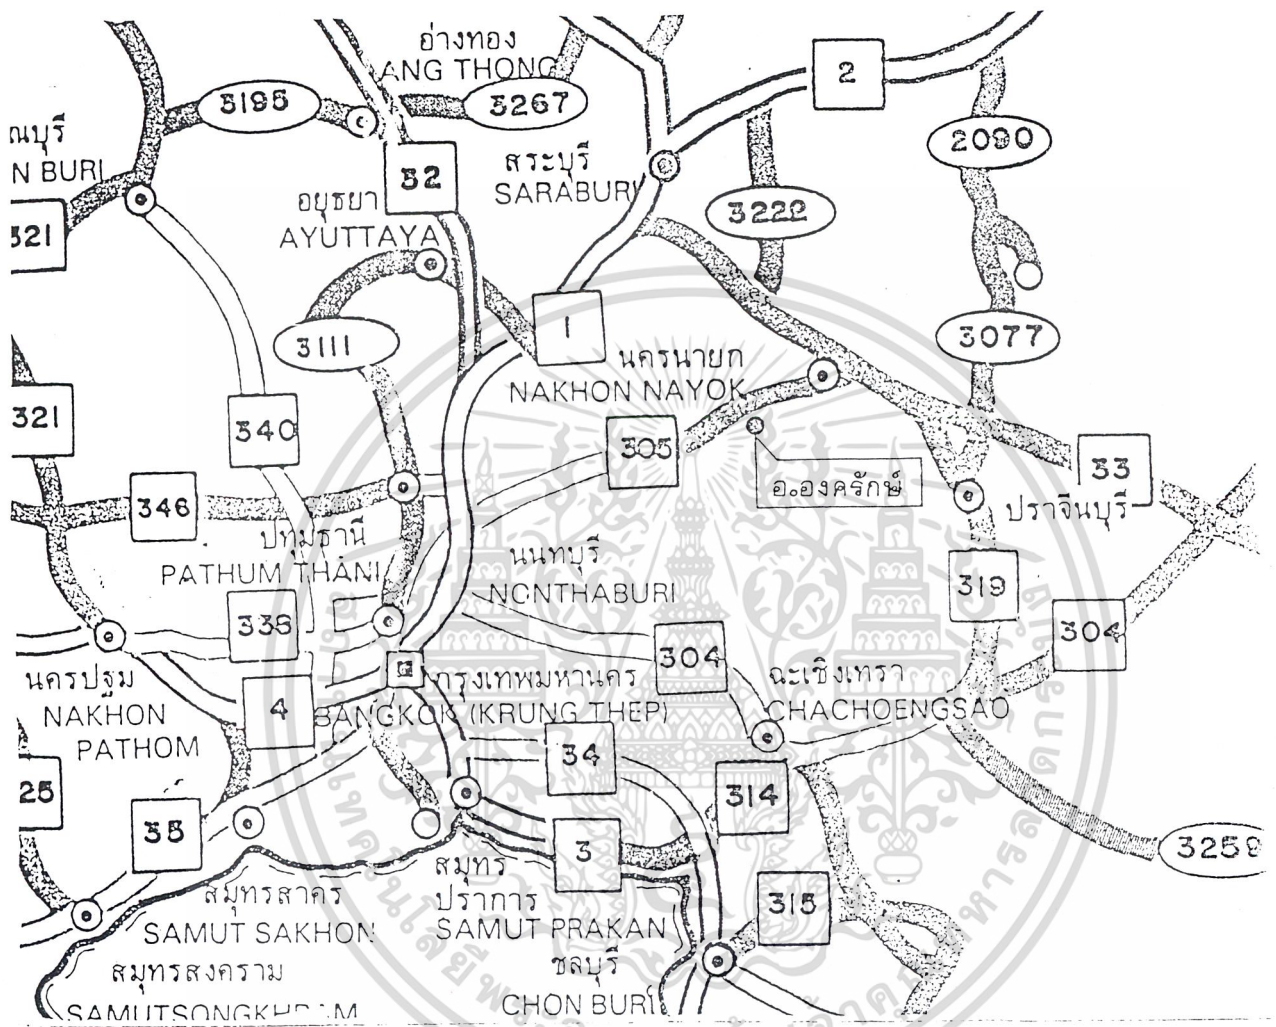 อ่างทอง
ANG THONG
2
3195
3267
ณบุรี
N BURI
2090
สระบุรี
SARABURI
32
อยุธยา
AYUTTAYA
3222
321
3111
1
3077
นครนายก
NAKHON NAYOK
321
340
305
33
อ.องครักษ์
ปราจีนบุรี
346
ปทุมธานี
PATHUM THANI
นนทบุรี
NONTHABURI
319
338
304
304
นครปฐม
NAKHON
PATHOM
4
กรุงเทพมหานคร
BANGKOK (KRUNG THEP)
ฉะเชิงเทรา
CHACHOENGSAO
34
25
314
35
3
3259
สมุทร
ปราการ
SAMUT PRAKAN
สมุทรสาคร
SAMUT SAKHON
315
ชลบุรี
CHON BURI
สมุทรสงคราม
SAMUTSONGKHRAM